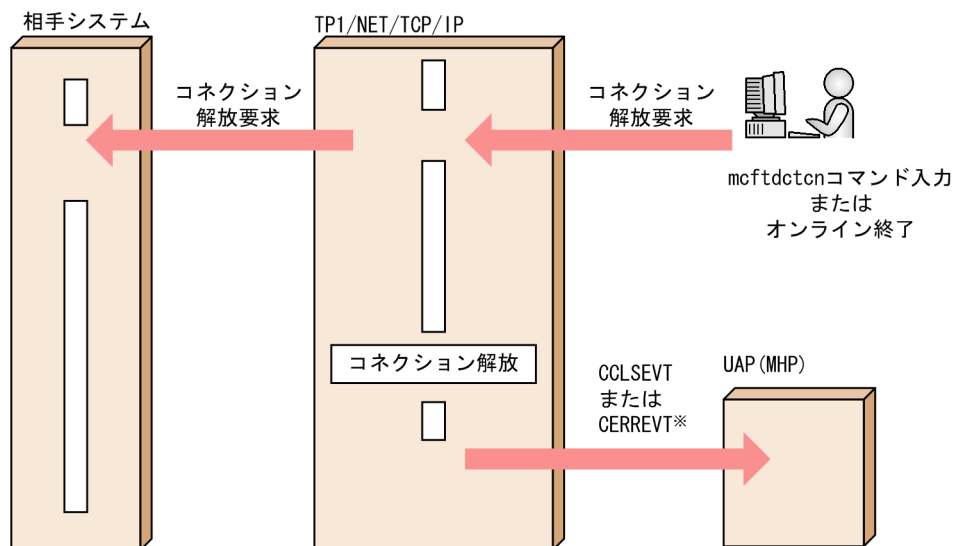 相手システム
TP1/NET/TCP/IP
コネクション
解放要求
コネクション
解放要求
mcftdctcnコマンド入力
または
オンライン終了
コネクション解放
CCLSEVT
または
CERREVT※
UAP(MHP)